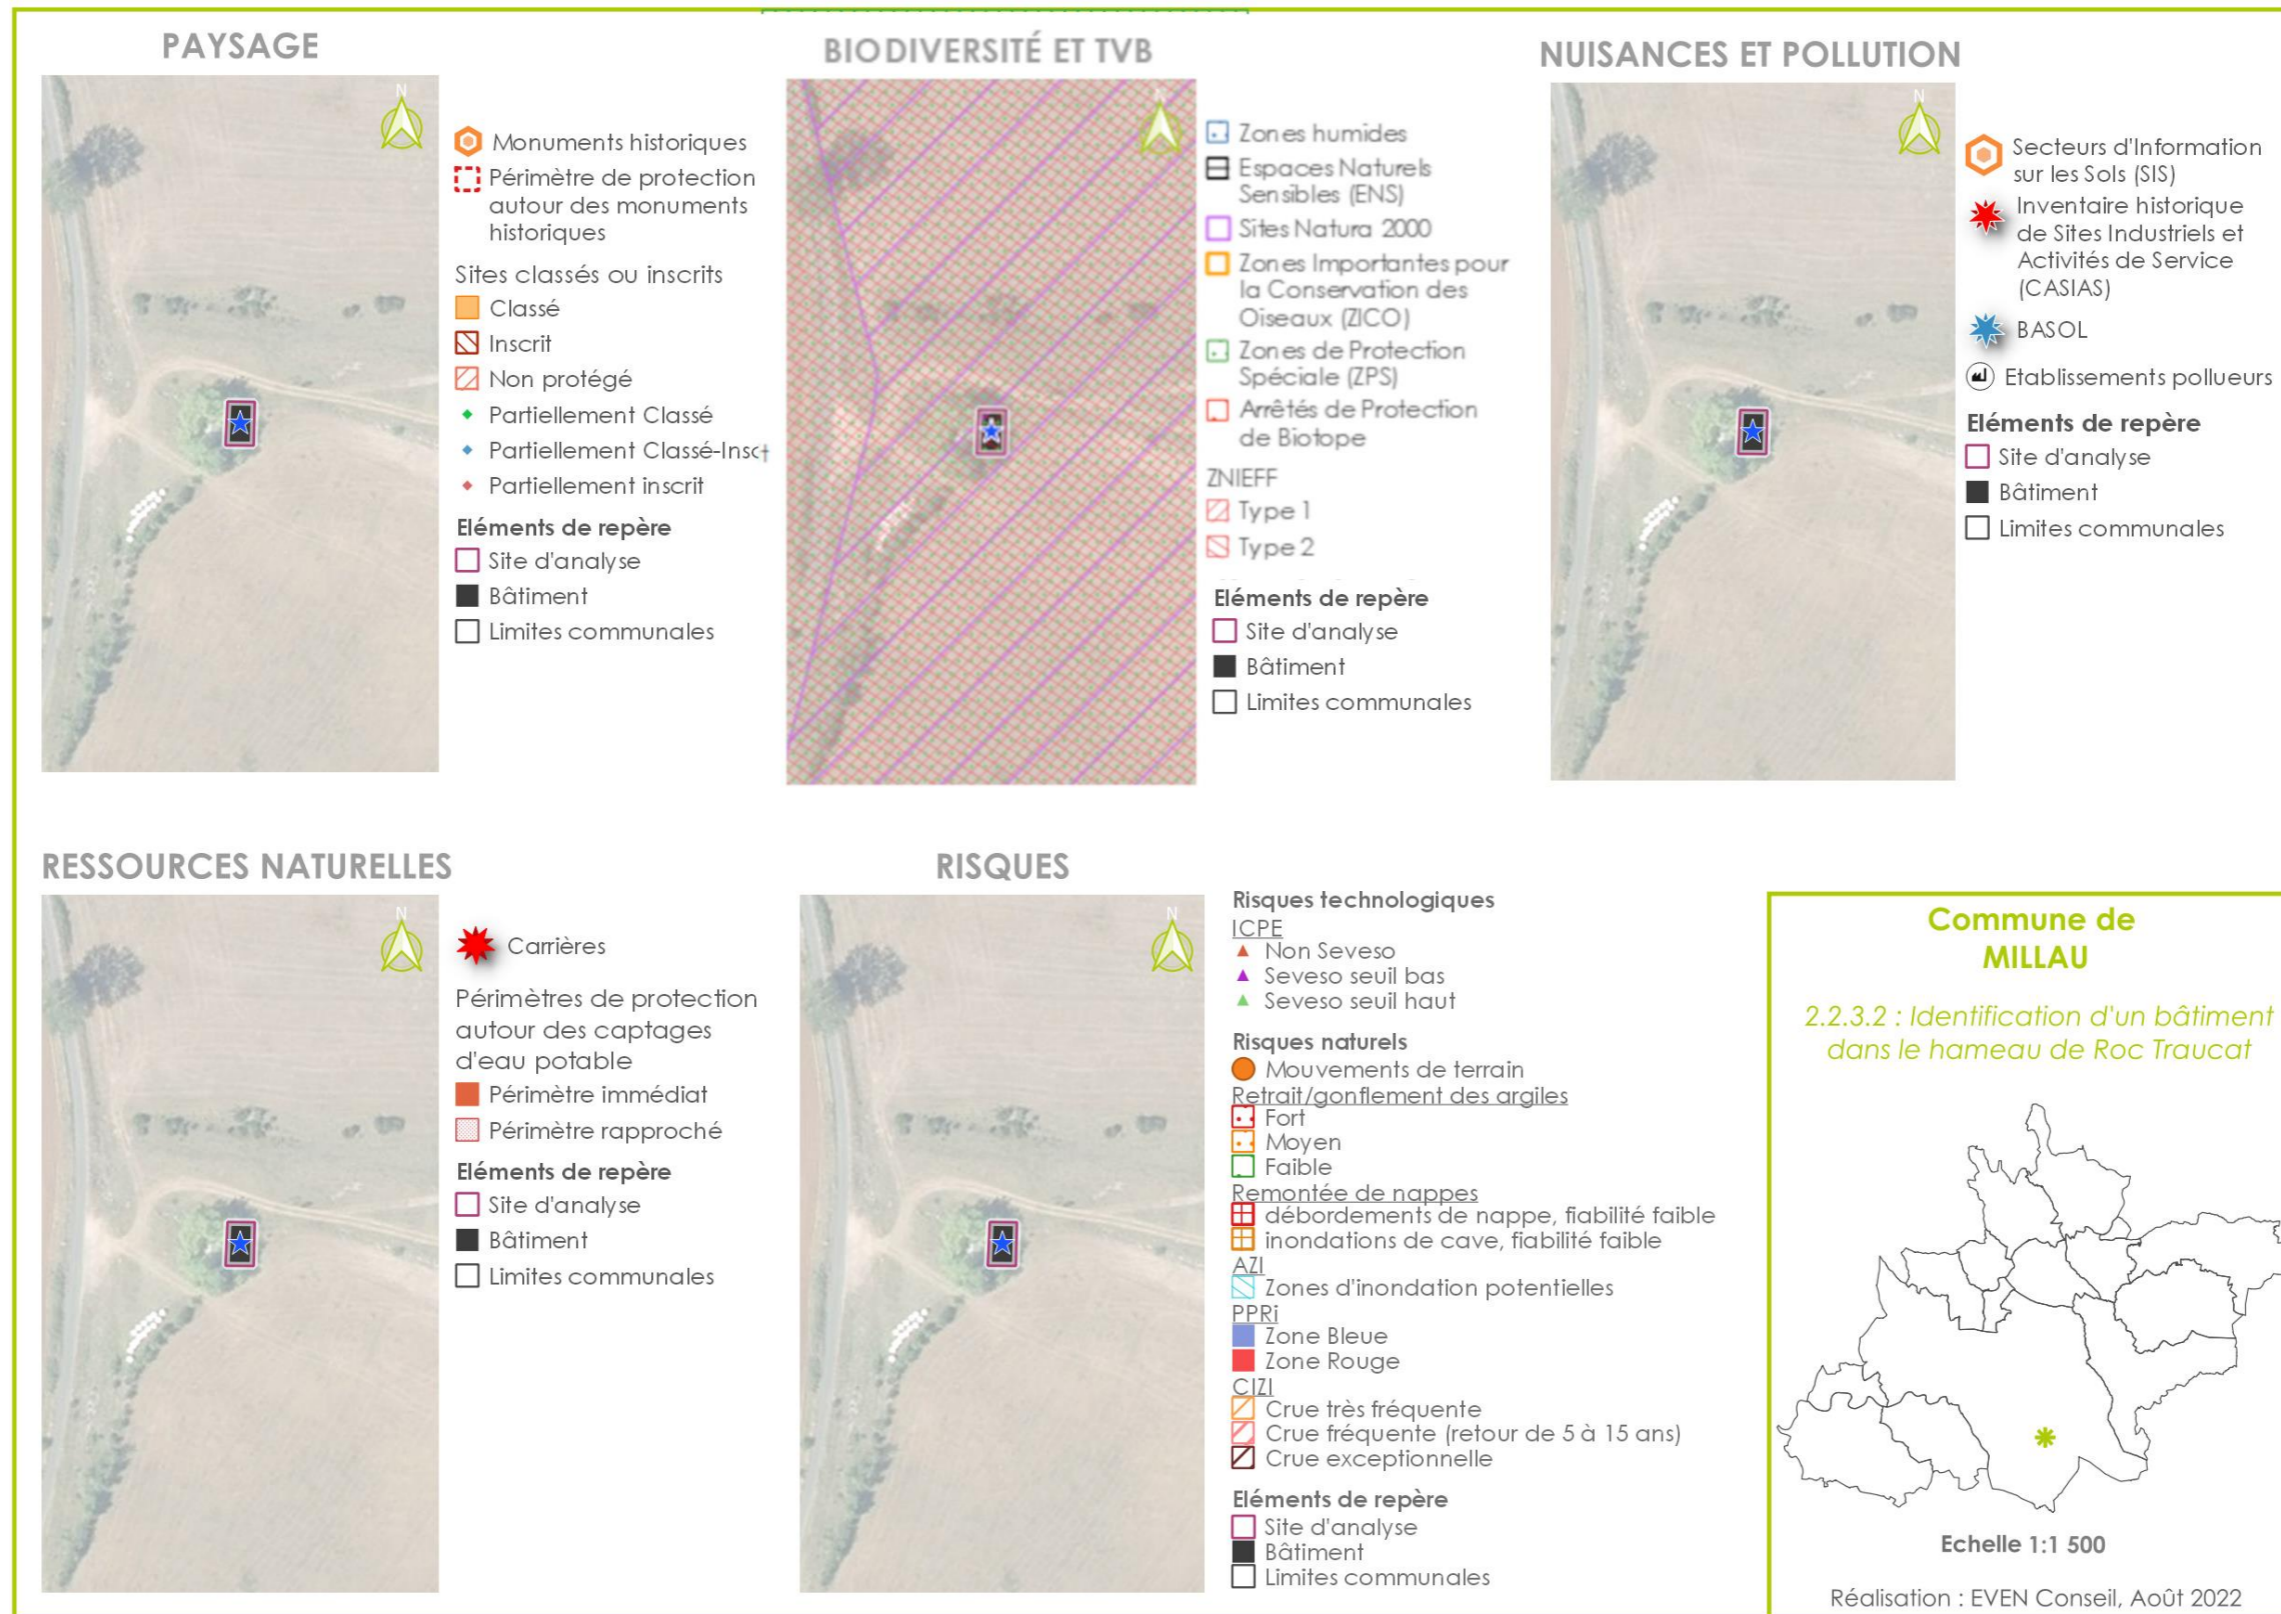 PAYSAGE
N
Monuments historiques
Périmètre de protection
autour des monuments
historiques
Sites classés ou inscrits
Classé
Inscrit
Non protégé
Partiellement Classé
Partiellement Classé-Insct
Partiellement inscrit
Eléments de repère
Site d'analyse
Bâtiment
Limites communales
BIODIVERSITÉ ET TVB
N
Zones humides
Espaces Naturels
Sensibles (ENS)
Sites Natura 2000
Zones Importantes pour
la Conservation des
Oiseaux (ZICO)
Zones de Protection
Spéciale (ZPS)
Arrêtés de Protection
de Biotope
ZNIEFF
Type 1
Type 2
Eléments de repère
Site d'analyse
Bâtiment
Limites communales
NUISANCES ET POLLUTION
N
Secteurs d'Information
sur les Sols (SIS)
Inventaire historique
de Sites Industriels et
Activités de Service
(CASIAS)
BASOL
Etablissements pollueurs
Eléments de repère
Site d'analyse
Bâtiment
Limites communales
RESSOURCES NATURELLES
N
Carrières
Périmètres de protection
autour des captages
d'eau potable
Périmètre immédiat
Périmètre rapproché
Eléments de repère
Site d'analyse
Bâtiment
Limites communales
RISQUES
N
Risques technologiques
ICPE
Non Seveso
Seveso seuil bas
Seveso seuil haut
Risques naturels
Mouvements de terrain
Retrait/gonflement des argiles
Fort
Moyen
Faible
Remontée de nappes
débordements de nappe, fiabilité faible
inondations de cave, fiabilité faible
AZI
Zones d'inondation potentielles
PPRi
Zone Bleue
Zone Rouge
CIZI
Crue très fréquente
Crue fréquente (retour de 5 à 15 ans)
Crue exceptionnelle
Eléments de repère
Site d'analyse
Bâtiment
Limites communales
Commune de
MILLAU
2.2.3.2 : Identification d'un bâtiment
dans le hameau de Roc Traucat
Echelle 1:1 500
Réalisation : EVEN Conseil, Août 2022